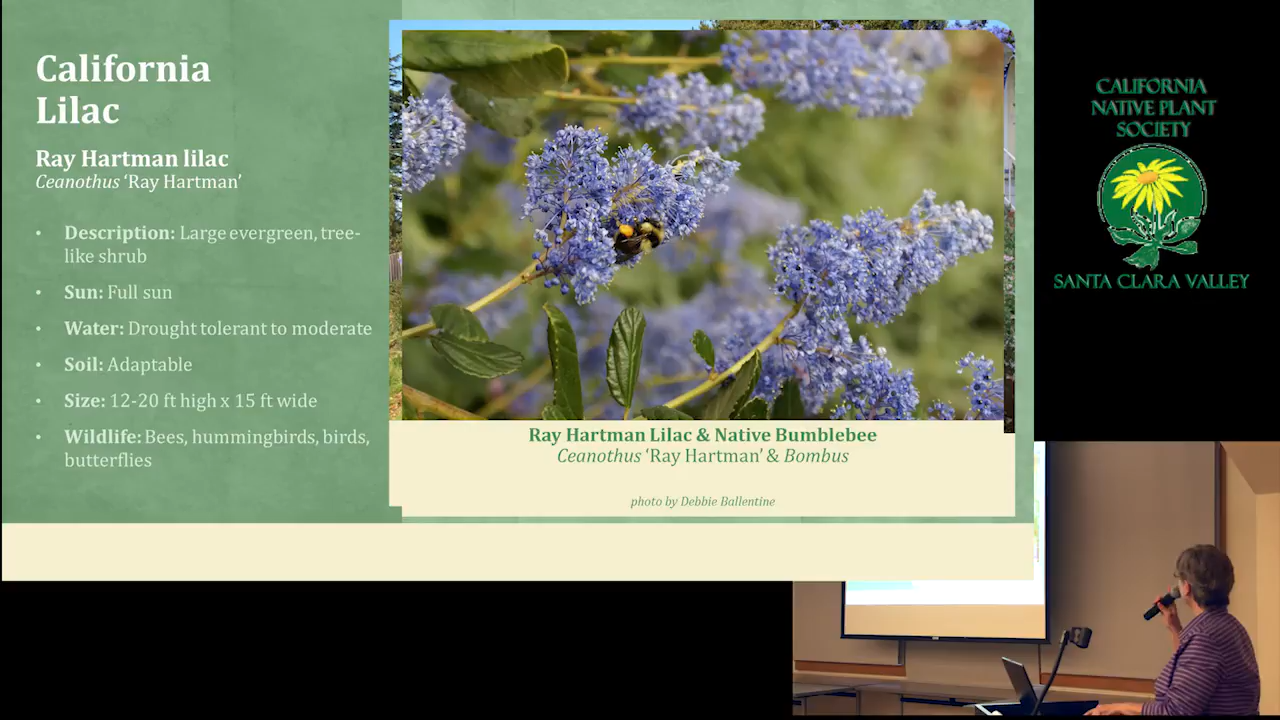 California
Lilac
Ray Hartman lilac
Ceanothus ‘Ray Hartman’
• Description: Large evergreen, tree-
like shrub
• Sun: Full sun
• Water: Drought tolerant to moderate
• Soil: Adaptable
• Size: 12-20 ft high x 15 ft wide
• Wildlife: Bees, hummingbirds, birds,
butterflies
Ray Hartman Lilac & Native Bumblebee
Ceanothus ‘Ray Hartman’ & Bombus
photo by Debbie Ballentine
CALIFORNIA
NATIVE PLANT
SOCIETY
SANTA CLARA VALLEY